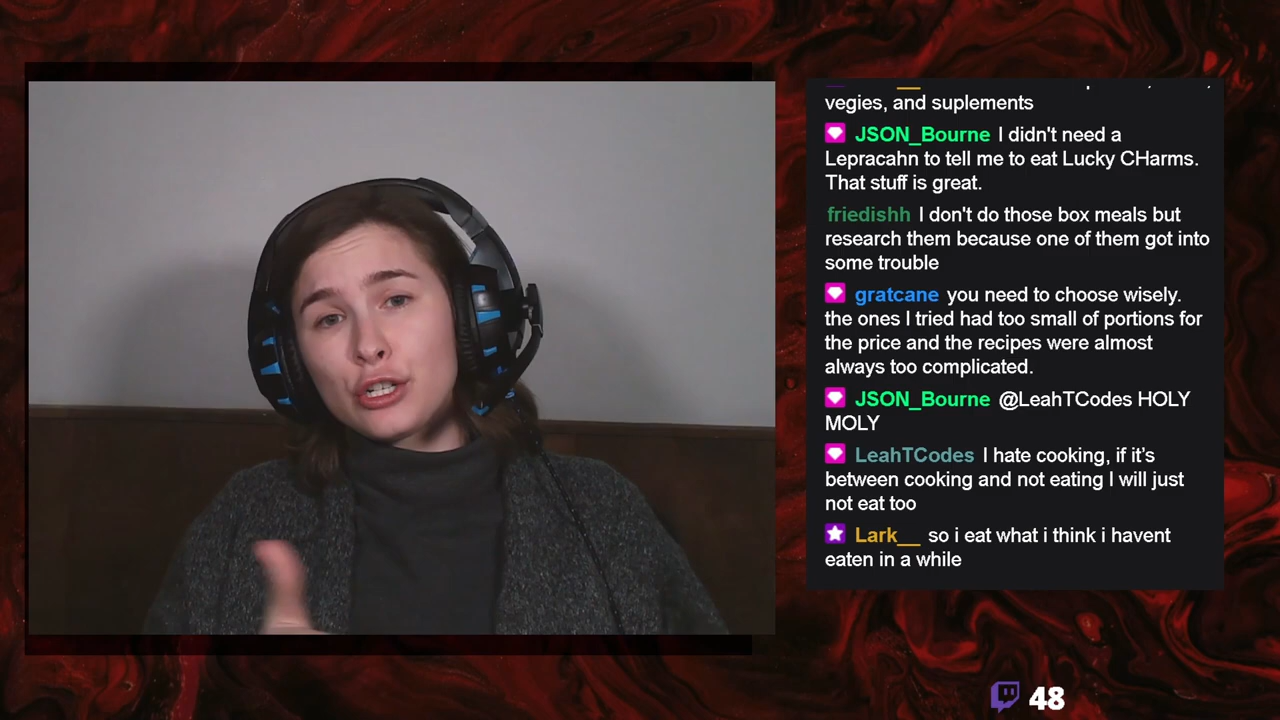 vegies, and suplements
JSON_Bourne I didn't need a
Lepracahn to tell me to eat Lucky CHarms.
That stuff is great.
friedishh I don't do those box meals but
research them because one of them got into
some trouble
gratcane you need to choose wisely.
the ones I tried had too small of portions for
the price and the recipes were almost
always too complicated.
JSON_Bourne @LeahTCodes HOLY
MOLY
LeahTCodes I hate cooking, if it's
between cooking and not eating I will just
not eat too
Lark__ so i eat what i think i havent
eaten in a while
48